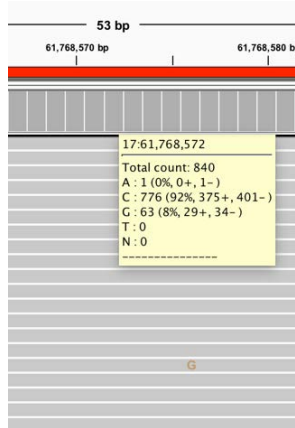 53 bp
61,768,570 bp 61,768,580 b
17:61,768,572
Total count: 840
A : 1 (0%, 0+, 1- )
C : 776 (92%, 375+, 401- )
G : 63 (8%, 29+, 34- )
T : 0
N : 0
---------------
G